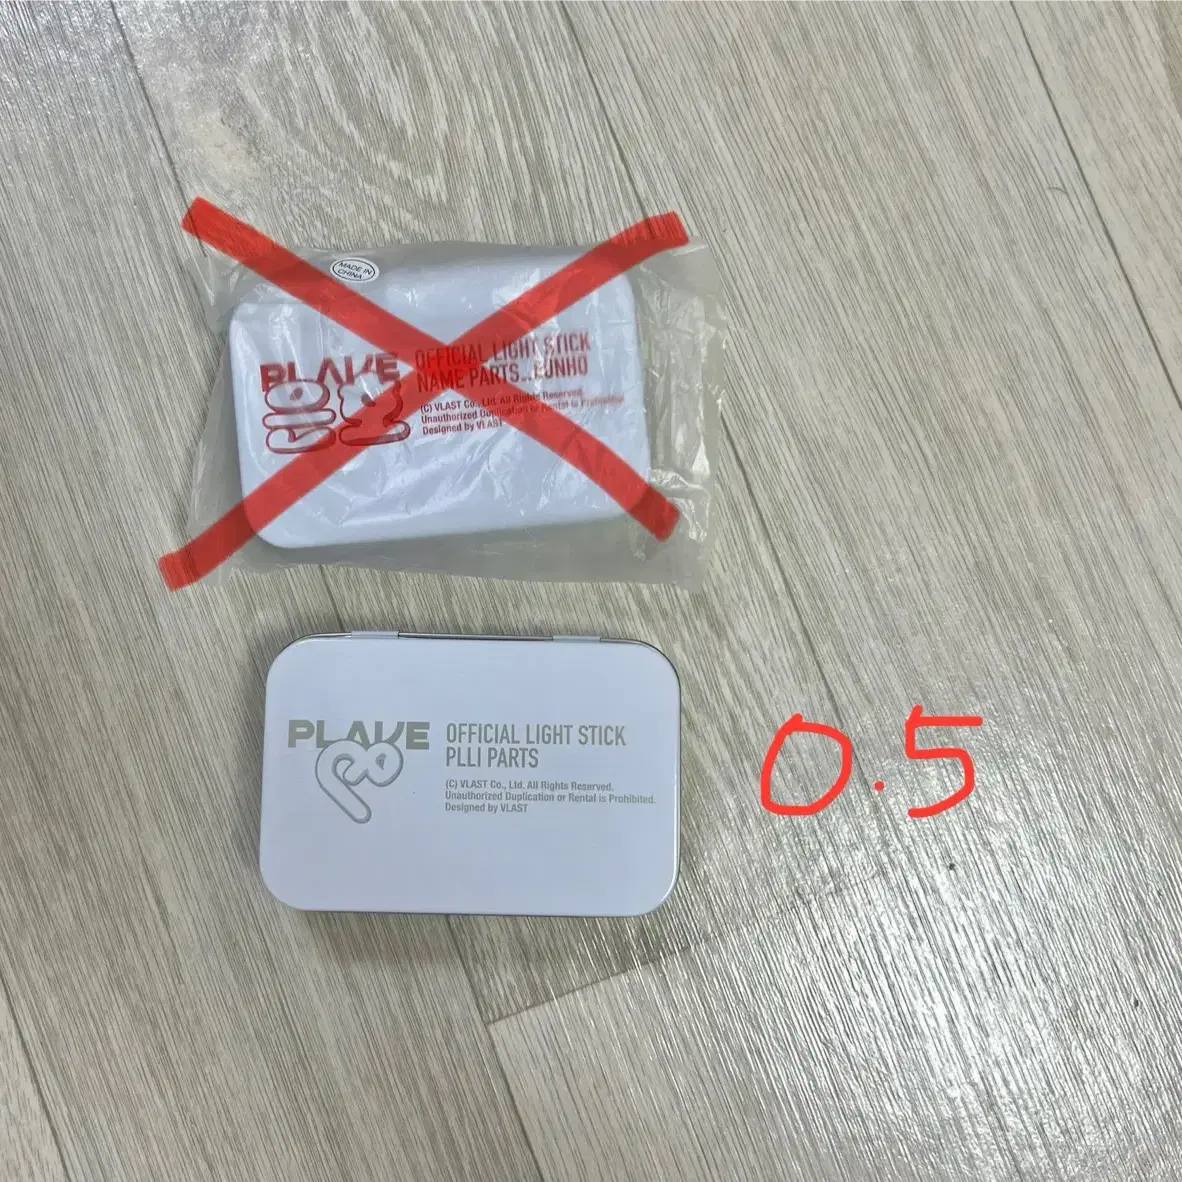 MADE IN
CHINA
PLAVE
은호
OFFICIAL LIGHT STICK
NAME PARTS_EUNHO
(C) VLAST Co., Ltd. All Rights Reserved.
Unauthorized Duplication or Rental is Prohibited.
Designed by VLAST
PLAVE
OFFICIAL LIGHT STICK
PLLI PARTS
(C) VLAST Co., Ltd. All Rights Reserved.
Unauthorized Duplication or Rental is Prohibited.
Designed by VLAST
0.5